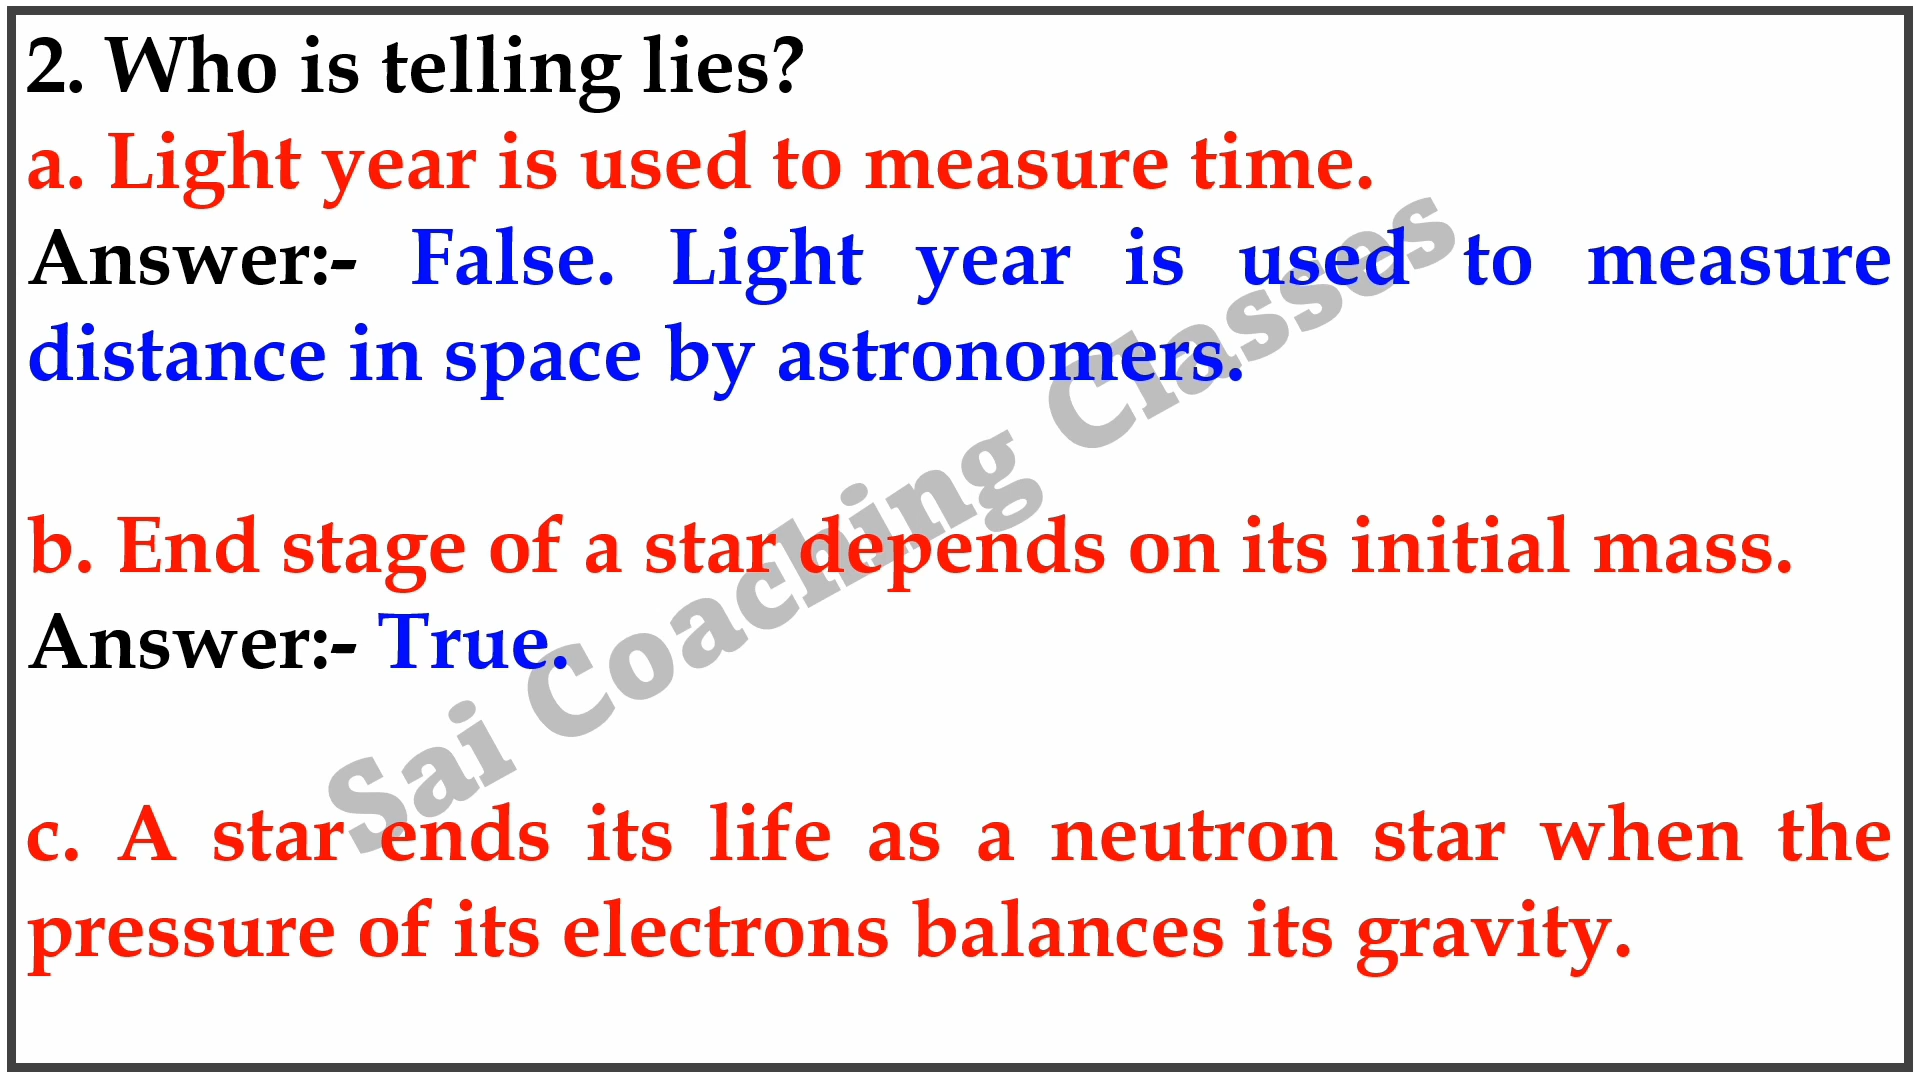 2. Who is telling lies?
a. Light year is used to measure time.
Answer:- False. Light year is used to measure
distance in space by astronomers.
b. End stage of a star depends on its initial mass.
Answer:- True.
c. A star ends its life as a neutron star when the
pressure of its electrons balances its gravity.
Sai Coaching Classes